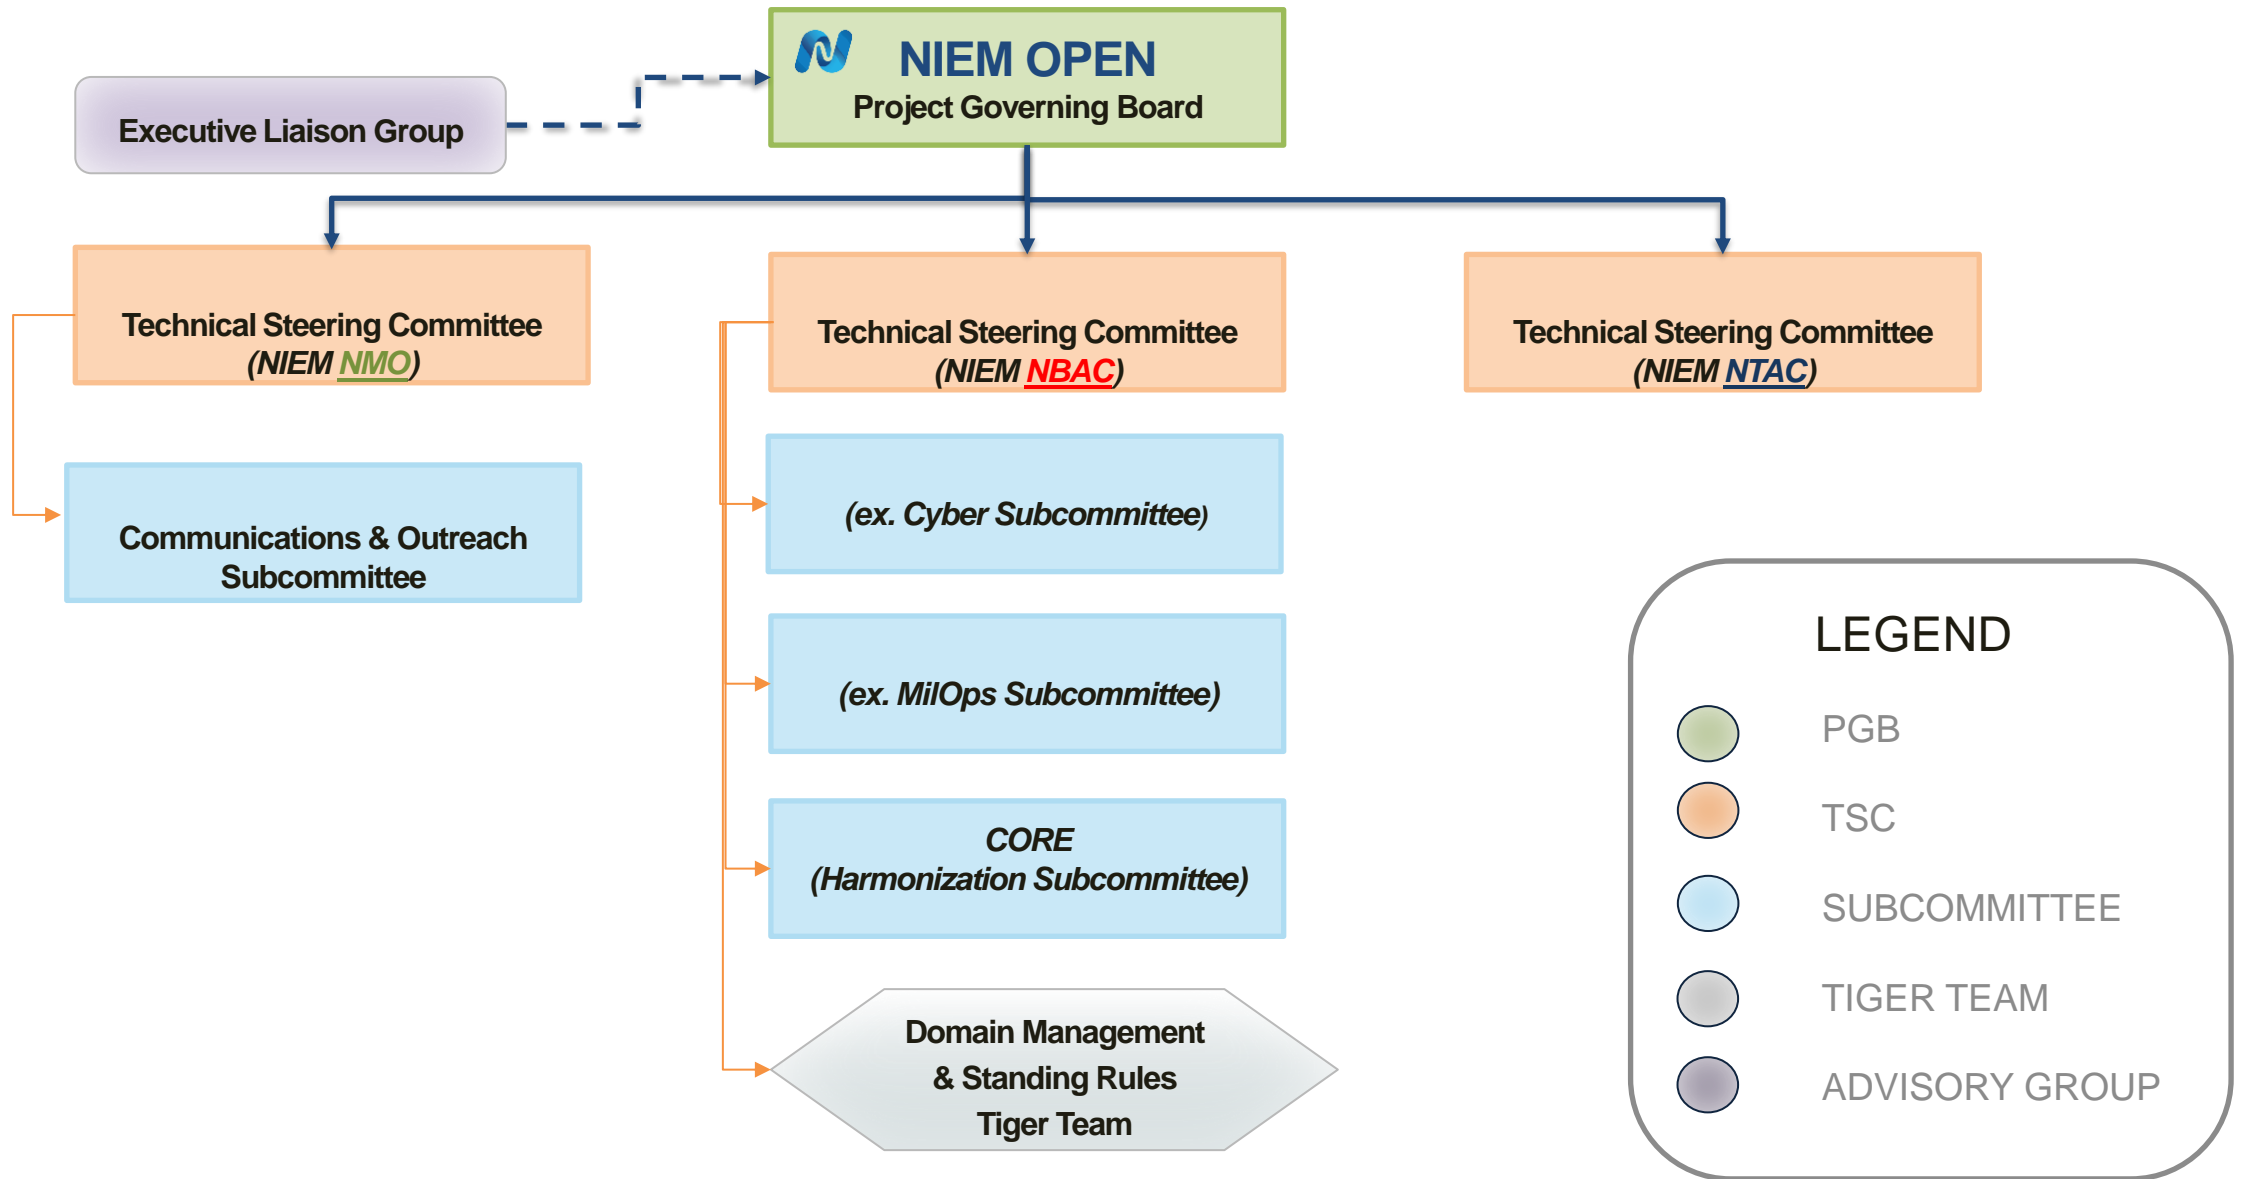 NIEM OPEN
Project Governing Board
Executive Liaison Group
Technical Steering Committee
(NIEM NMO)
Technical Steering Committee
(NIEM NBAC)
Technical Steering Committee
(NIEM NTAC)
Communications & Outreach
Subcommittee
(ex. Cyber Subcommittee)
(ex. MilOps Subcommittee)
CORE
(Harmonization Subcommittee)
Domain Management
& Standing Rules
Tiger Team
LEGEND
PGB
TSC
SUBCOMMITTEE
TIGER TEAM
ADVISORY GROUP